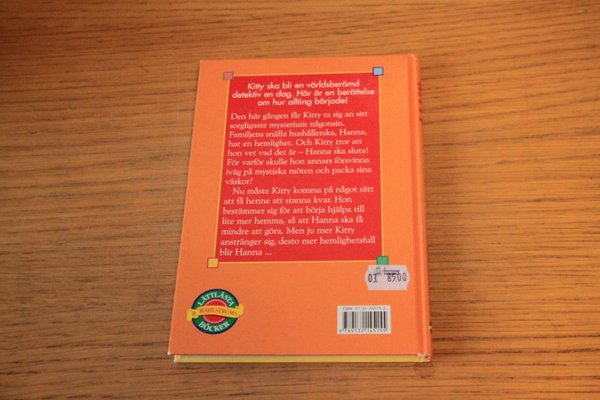 Kitty ska bli en världsberömd
detektiv en dag. Här är en berättelse
om hur allting började!
Den här gången får Kitty ta sig an sitt
sorgligaste mysterium någonsin.
Familjens snälla hushållerska, Hanna,
har en hemlighet. Och Kitty tror att
hon vet vad det är – Hanna ska sluta!
För varför skulle hon annars försvinna
iväg på mystiska möten och packa sina
väskor?
Nu måste Kitty komma på något sätt
att få henne att stanna kvar. Hon
bestämmer sig för att börja hjälpa till
lite mer hemma, så att Hanna ska få
mindre att göra. Men ju mer Kitty
anstränger sig, desto mer hemlighetsfull
blir Hanna ...
03 85.00
LÄTTLÄSTA
WAHLSTRÖMS
BÖCKER